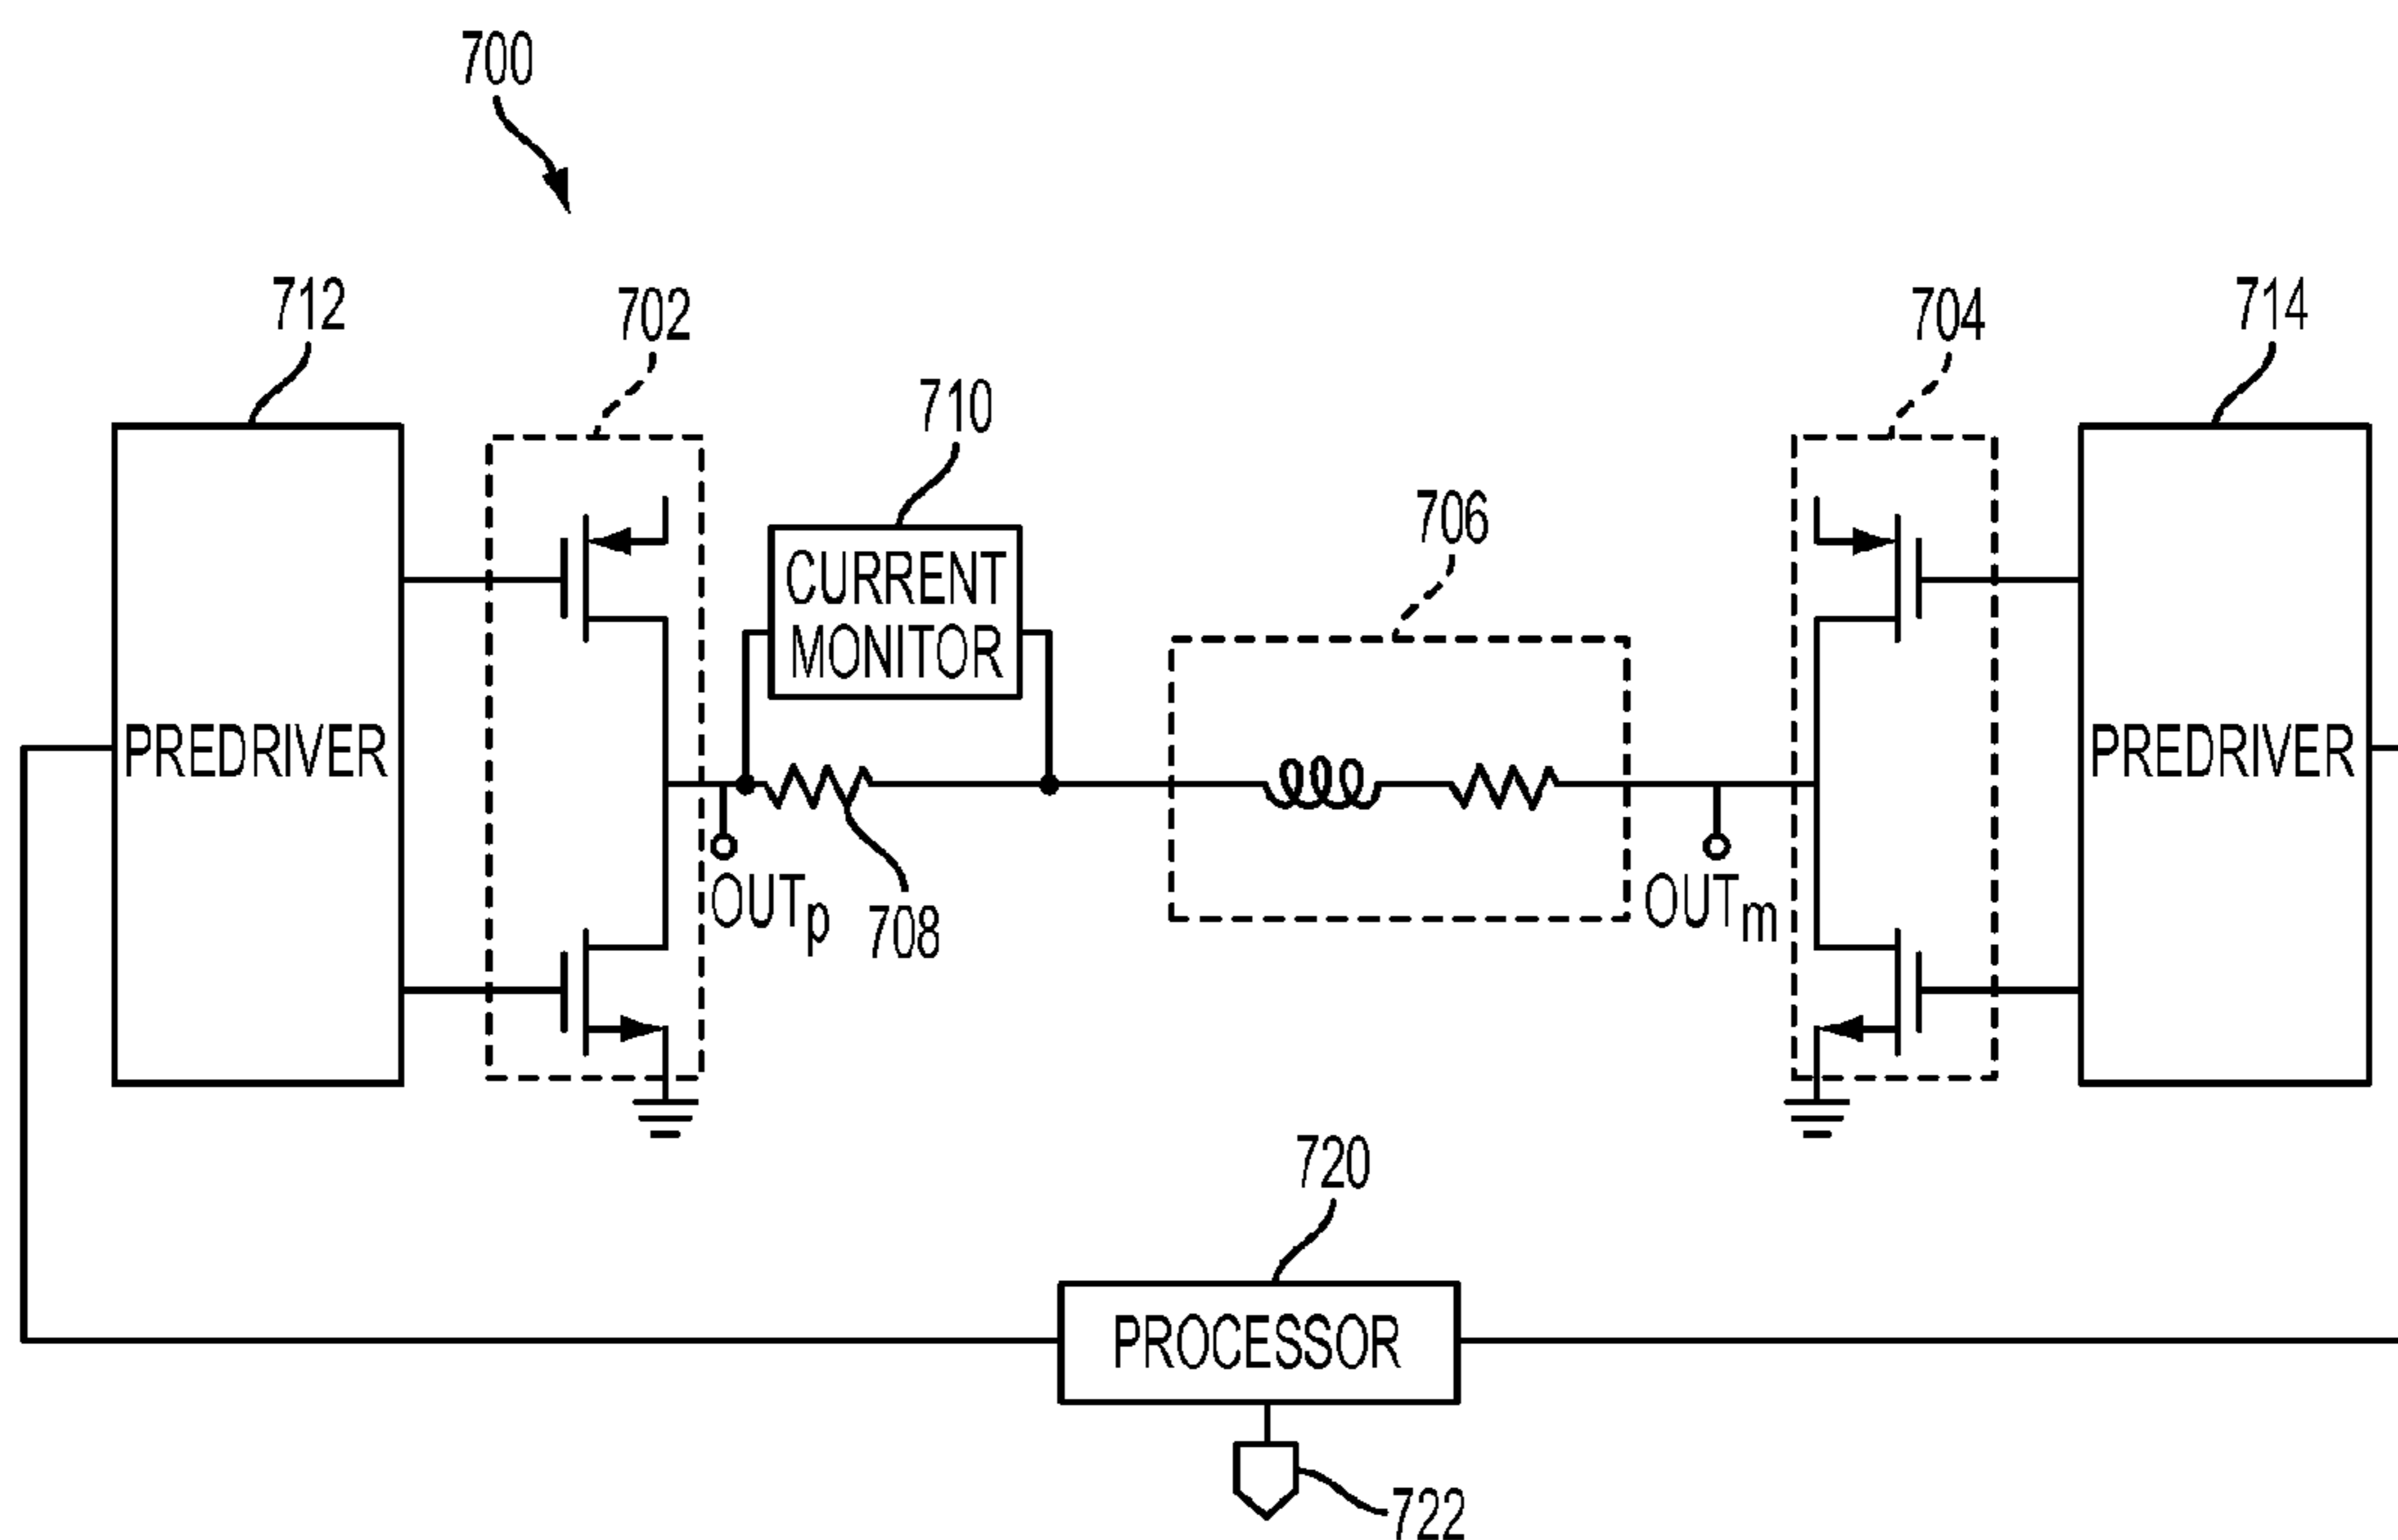 700
712
702
704
714
710
706
CURRENT
MONITOR
PREDRIVER
PREDRIVER
OUTp
708
OUTm
720
PROCESSOR
722